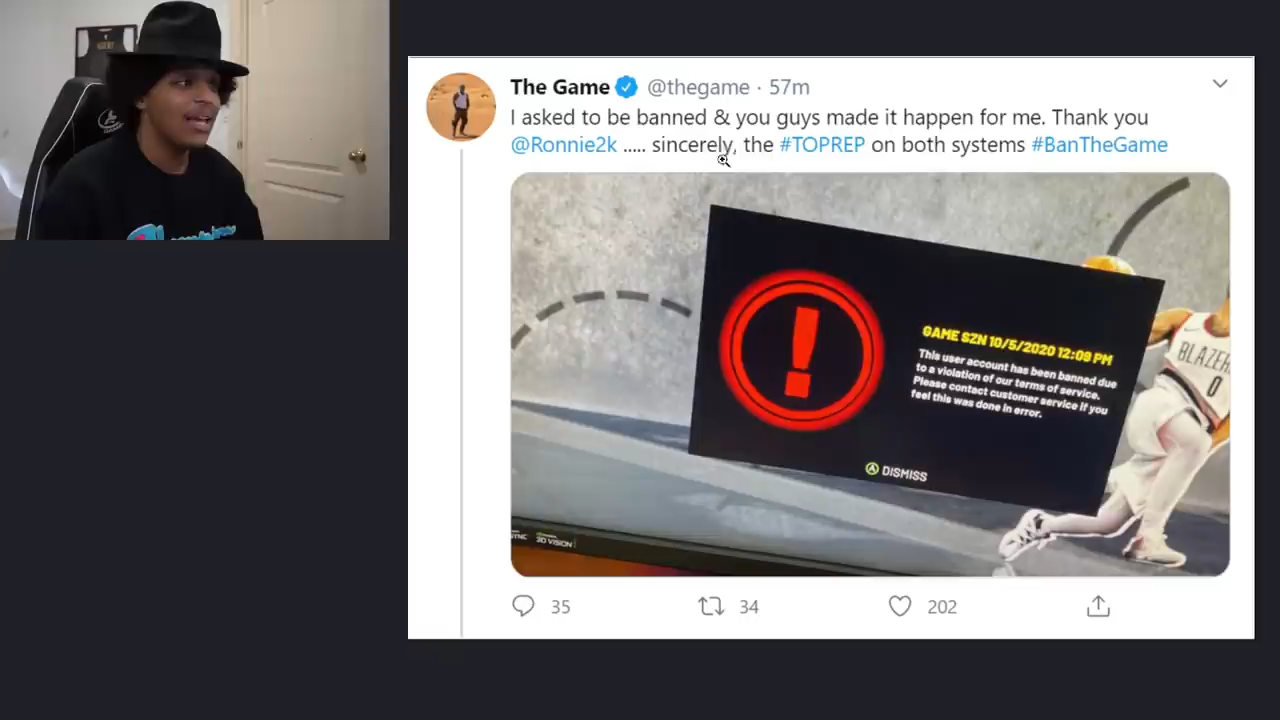 The Game @thegame · 57m
I asked to be banned & you guys made it happen for me. Thank you
@Ronnie2k ..... sincerely, the #TOPREP on both systems #BanTheGame
GAME SZN 10/5/2020 12:09 PM
This user account has been banned due
to a violation of our terms of service.
Please contact customer service if you
feel this was done in error.
A DISMISS
BLAZER
0
3D VISION
35 34 202